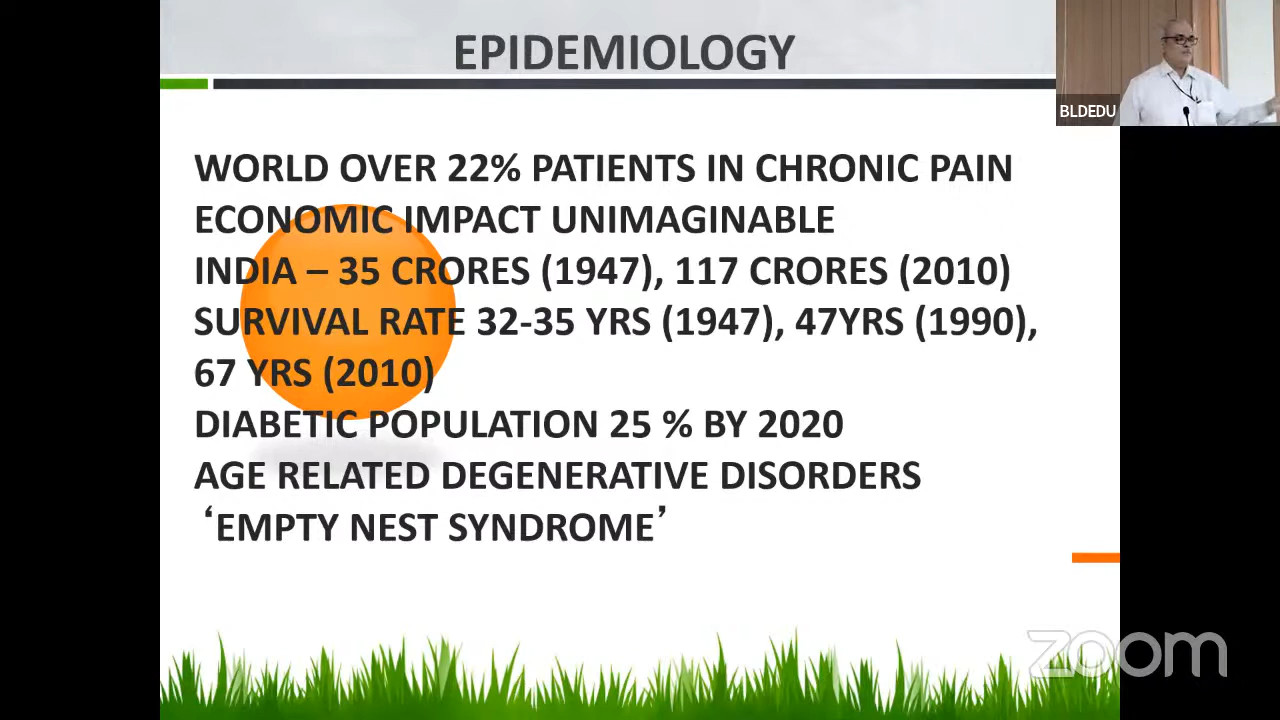 EPIDEMIOLOGY
BLDEDU
WORLD OVER 22% PATIENTS IN CHRONIC PAIN
ECONOMIC IMPACT UNIMAGINABLE
INDIA – 35 CRORES (1947), 117 CRORES (2010)
SURVIVAL RATE 32-35 YRS (1947), 47YRS (1990),
67 YRS (2010)
DIABETIC POPULATION 25 % BY 2020
AGE RELATED DEGENERATIVE DISORDERS
‘EMPTY NEST SYNDROME’
zoom